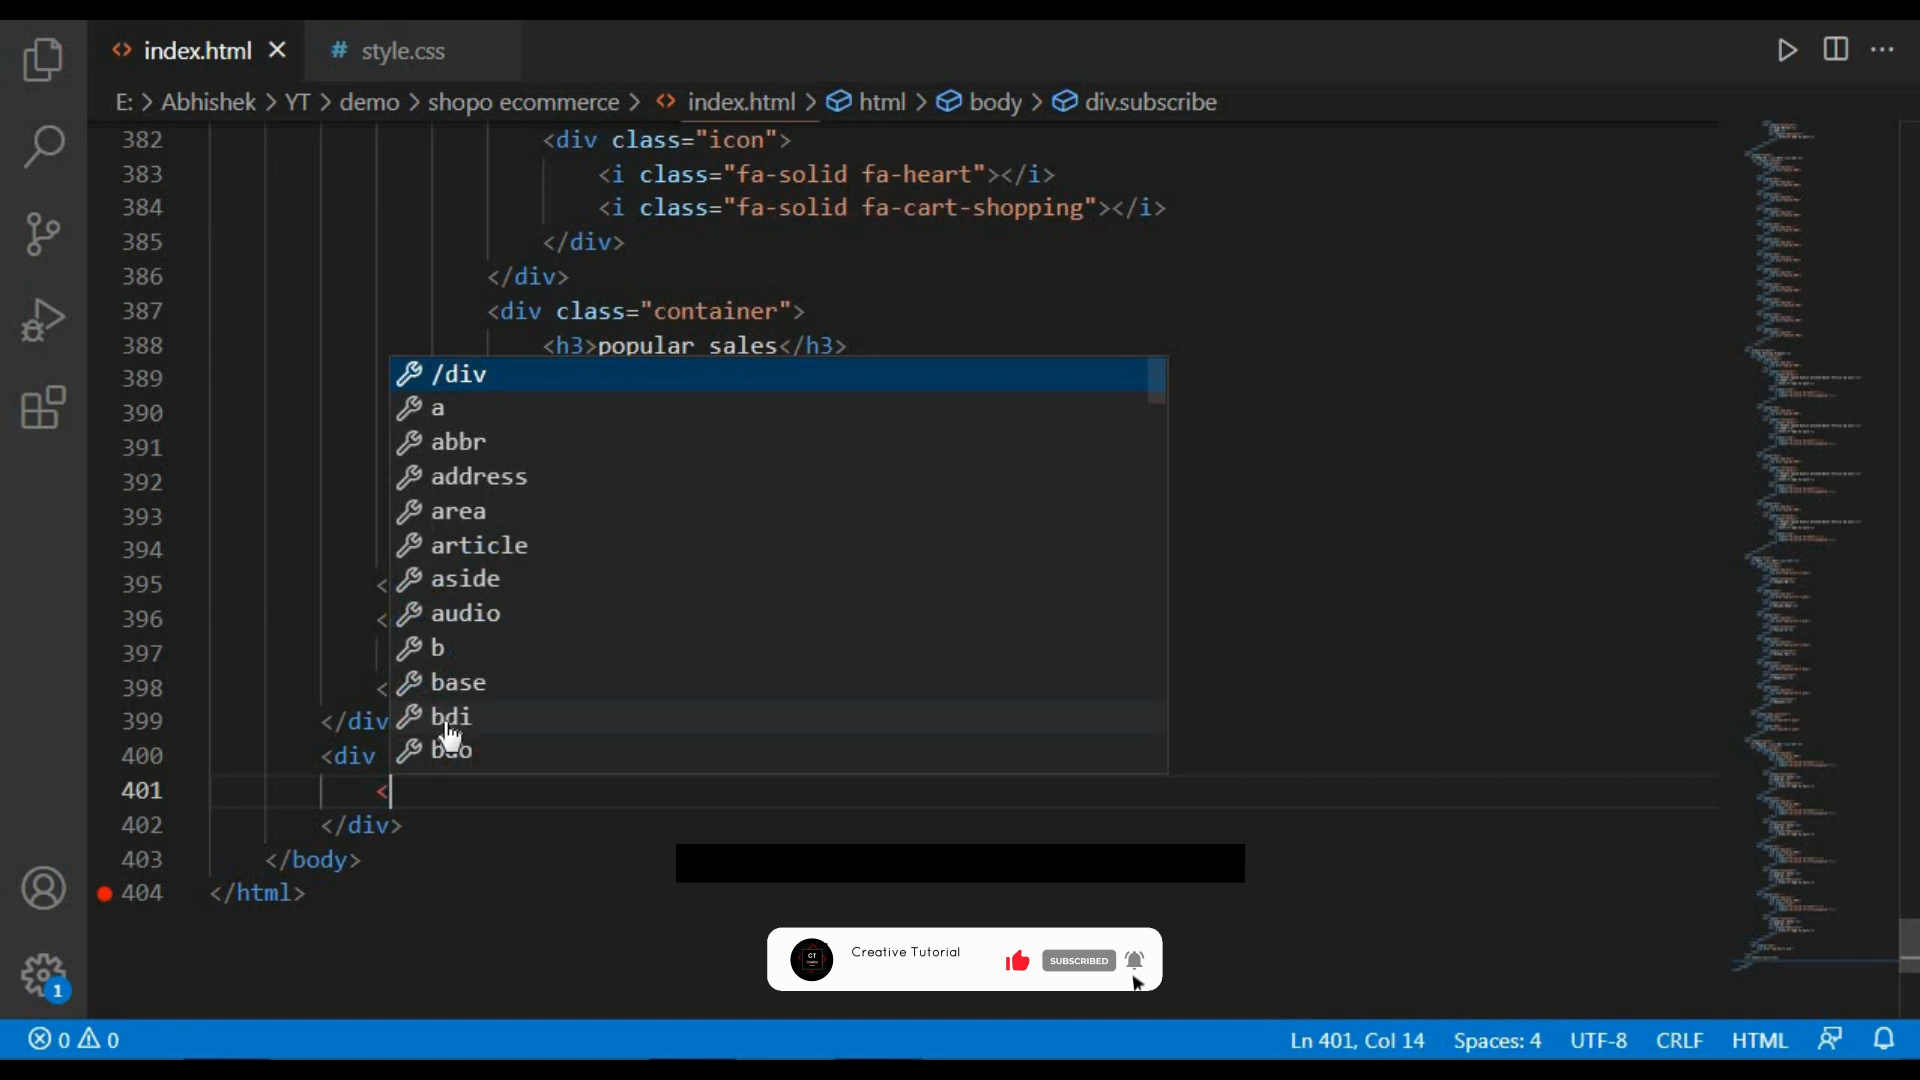 index.html
style.css
E: > Abhishek > YT > demo > shopo ecommerce > index.html > html > body > div.subscribe
382 <div class="icon">
383 <i class="fa-solid fa-heart"></i>
384 <i class="fa-solid fa-cart-shopping"></i>
385 </div>
386 </div>
387 <div class="container">
388 <h3>popular sales</h3>
389 /div
390 a
391 abbr
392 address
393 area
394 article
395 < aside
396 < audio
397 b
398 < base
399 </div bdi
400 <div
401 <
402 </div>
403 </body>
404 </html>
CT
Creative Tutorial
SUBSCRIBED
1
0 0
Ln 401, Col 14 Spaces: 4 UTF-8 CRLF HTML